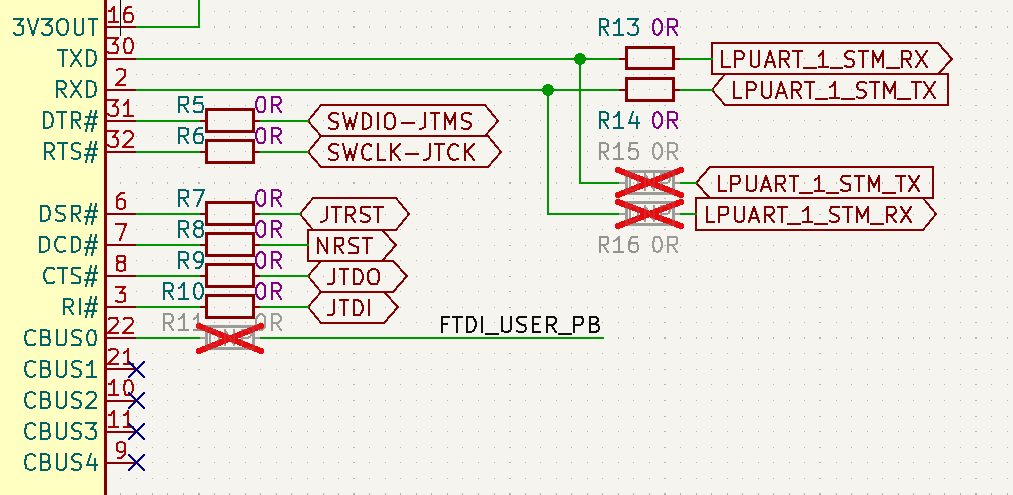 16
3V3OUT
R13 0R
30
TXD
LPUART_1_STM_RX
2
RXD
LPUART_1_STM_TX
R5 0R
31
DTR#
SWDIO-JTMS
R14 0R
R6 0R
32
RTS#
SWCLK-JTCK
R15 0R
LPUART_1_STM_TX
R7 0R
6
DSR#
JTRST
LPUART_1_STM_RX
R8 0R
7
DCD#
NRST
R16 0R
R9 0R
8
CTS#
JTDO
R10 0R
3
RI#
JTDI
R11 0R
22
CBUS0
FTDI_USER_PB
21
CBUS1
10
CBUS2
11
CBUS3
9
CBUS4